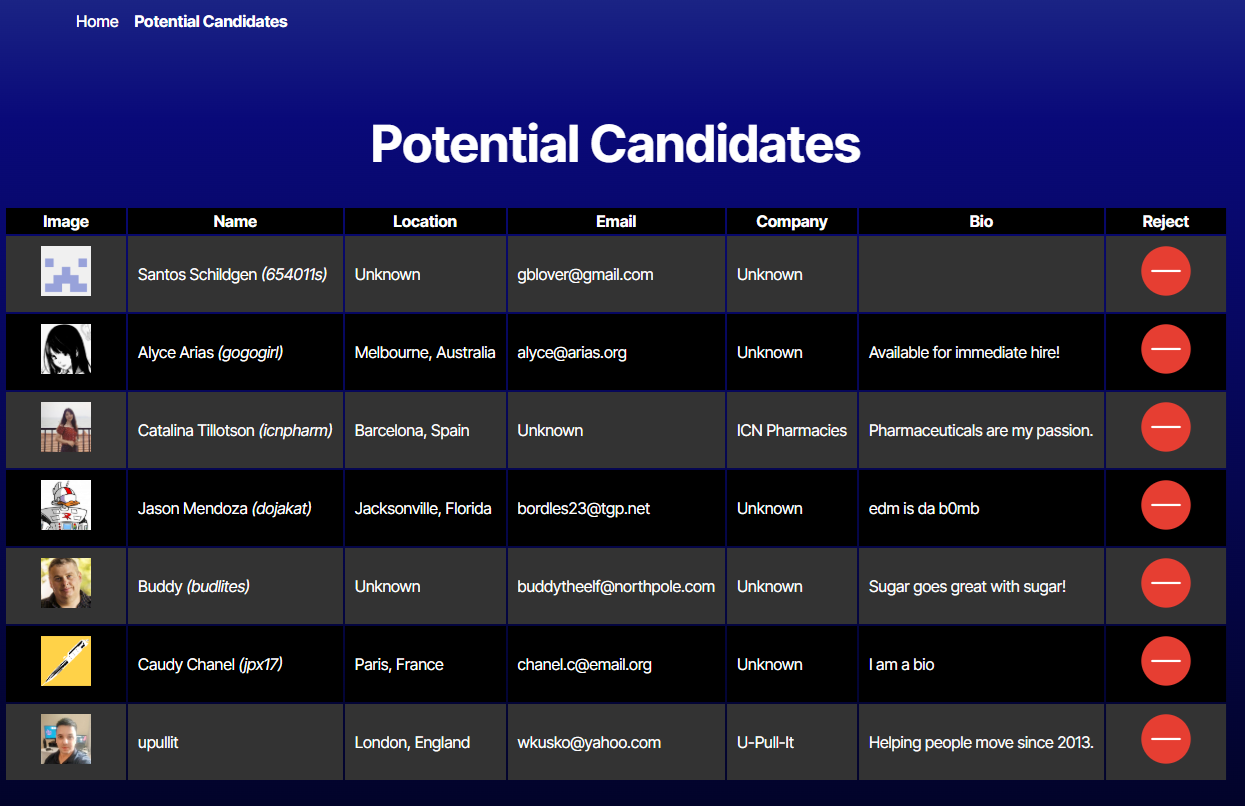 Home Potential Candidates
Potential Candidates
Image Name Location Email Company Bio Reject
Santos Schildgen (654011s) Unknown gblover@gmail.com Unknown
Alyce Arias (gogogirl) Melbourne, Australia alyce@arias.org Unknown Available for immediate hire!
Catalina Tillotson (icnpharm) Barcelona, Spain Unknown ICN Pharmacies Pharmaceuticals are my passion.
Jason Mendoza (dojakat) Jacksonville, Florida bordles23@tgp.net Unknown edm is da b0mb
Buddy (budlites) Unknown buddytheelf@northpole.com Unknown Sugar goes great with sugar!
Caudy Chanel (jpx17) Paris, France chanel.c@email.org Unknown I am a bio
upullit London, England wkusko@yahoo.com U-Pull-It Helping people move since 2013.